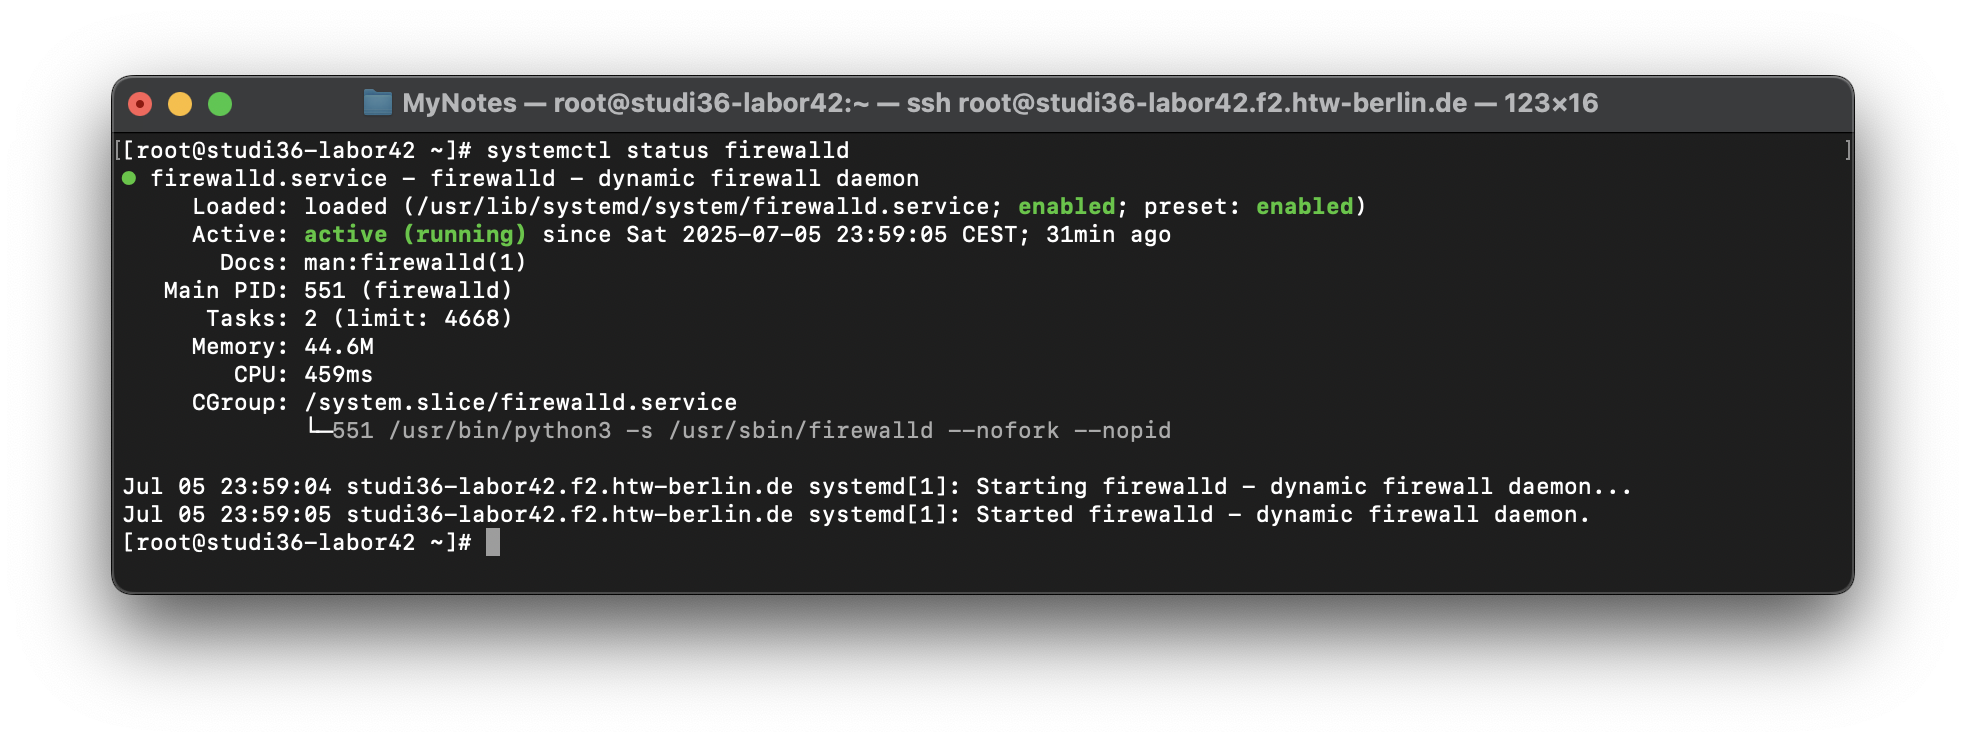 MyNotes — root@studi36-labor42:~ — ssh root@studi36-labor42.f2.htw-berlin.de — 123×16
[[root@studi36-labor42 ~]# systemctl status firewalld ]
● firewalld.service - firewalld - dynamic firewall daemon
     Loaded: loaded (/usr/lib/systemd/system/firewalld.service; enabled; preset: enabled)
     Active: active (running) since Sat 2025-07-05 23:59:05 CEST; 31min ago
       Docs: man:firewalld(1)
   Main PID: 551 (firewalld)
      Tasks: 2 (limit: 4668)
     Memory: 44.6M
        CPU: 459ms
     CGroup: /system.slice/firewalld.service
             └─551 /usr/bin/python3 -s /usr/sbin/firewalld --nofork --nopid
Jul 05 23:59:04 studi36-labor42.f2.htw-berlin.de systemd[1]: Starting firewalld - dynamic firewall daemon...
Jul 05 23:59:05 studi36-labor42.f2.htw-berlin.de systemd[1]: Started firewalld - dynamic firewall daemon.
[root@studi36-labor42 ~]#